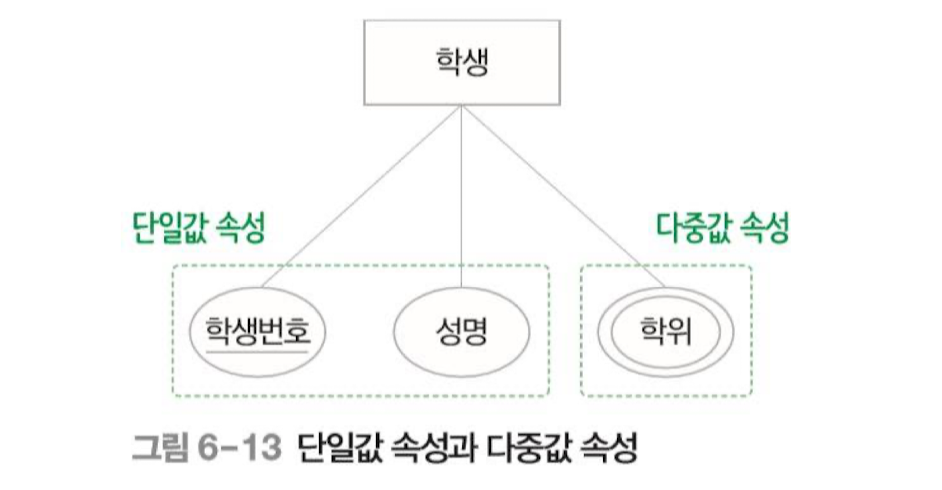 학생
단일값 속성
다중값 속성
학생번호
성명
학위
그림 6-13 단일값 속성과 다중값 속성